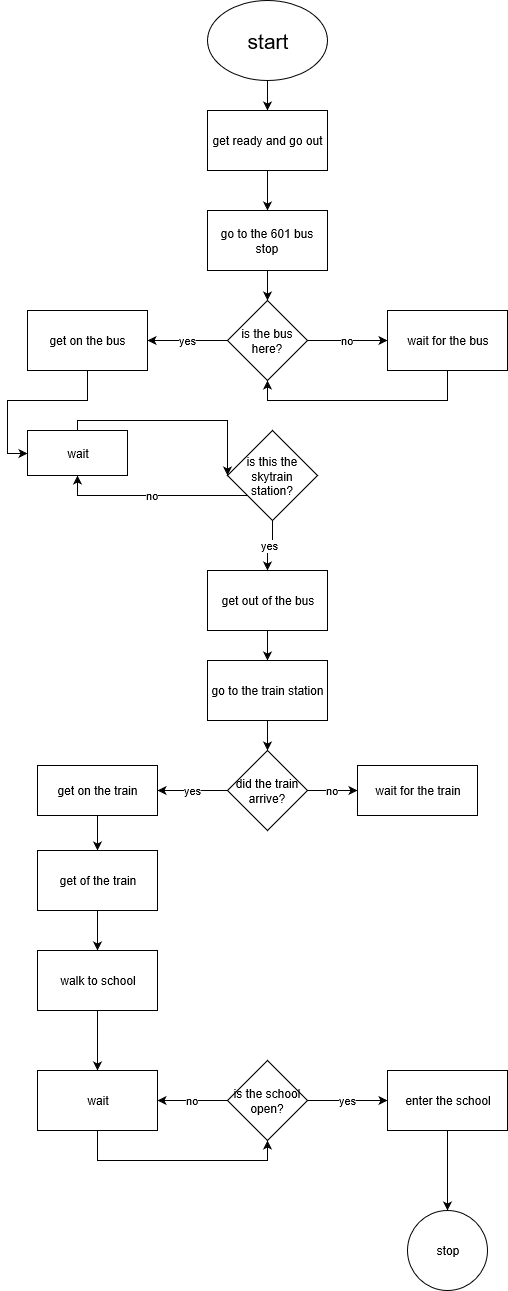 start
get ready and go out
go to the 601 bus
stop
get on the bus
yes
is the bus
here?
no
wait for the bus
wait
is this the
skytrain
station?
no
yes
get out of the bus
go to the train station
get on the train
yes
did the train
arrive?
no
wait for the train
get of the train
walk to school
wait
no
is the school
open?
yes
enter the school
stop